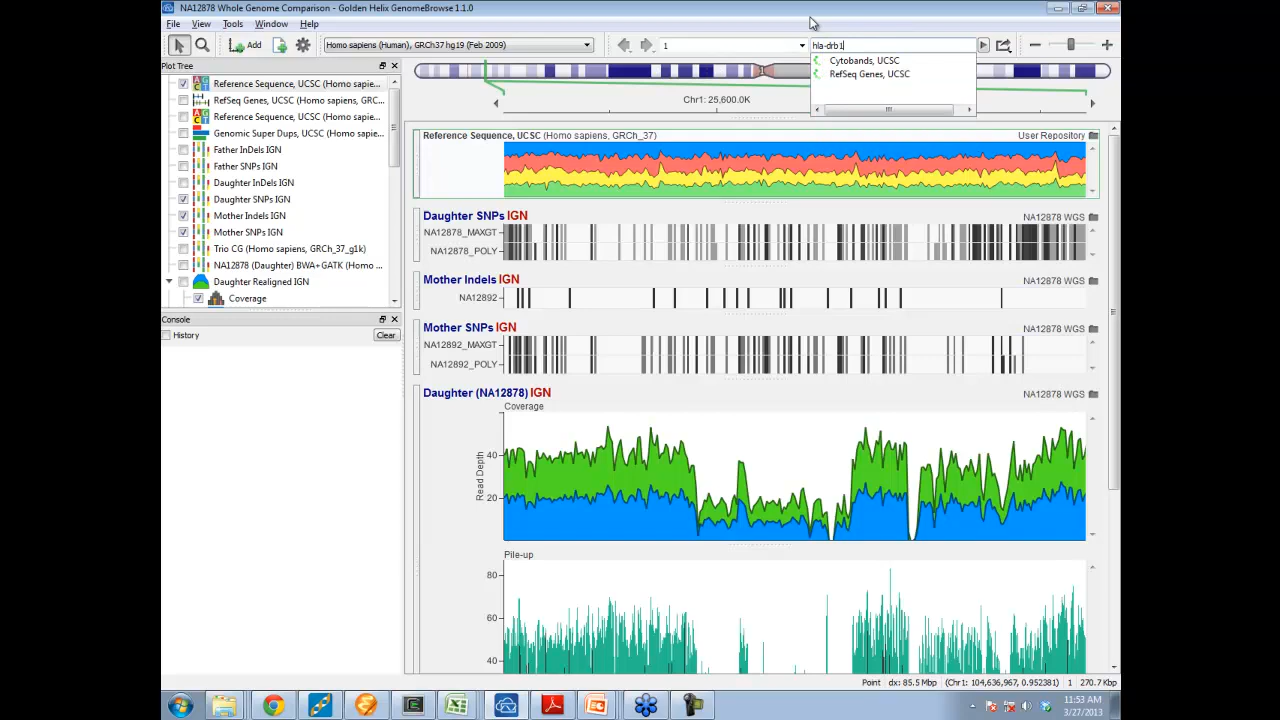 NA12878 Whole Genome Comparison - Golden Helix GenomeBrowse 1.1.0
File View Tools Window Help
Add
Homo sapiens (Human), GRCh37 hg19 (Feb 2009)
1
hla-drb1
Cytobands, UCSC
RefSeq Genes, UCSC
Plot Tree
Reference Sequence, UCSC (Homo sapiens, ...
RefSeq Genes, UCSC (Homo sapiens, GRC...
Reference Sequence, UCSC (Homo sapiens, ...
Genomic Super Dups, UCSC (Homo sapiens, ...
Father InDels IGN
Father SNPs IGN
Daughter InDels IGN
Daughter SNPs IGN
Mother Indels IGN
Mother SNPs IGN
Trio CG (Homo sapiens, GRCh_37_g1k)
NA12878 (Daughter) BWA+GATK (Homo ...
Daughter Realigned IGN
Coverage
Console
History
Clear
Chr1: 25,600.0K
Reference Sequence, UCSC (Homo sapiens, GRCh_37)
User Repository
Daughter SNPs IGN
NA12878 WGS
NA12878_MAXGT
NA12878_POLY
Mother Indels IGN
NA12878 WGS
NA12892
Mother SNPs IGN
NA12878 WGS
NA12892_MAXGT
NA12892_POLY
Daughter (NA12878) IGN
NA12878 WGS
Coverage
Read Depth
40
20
Pile-up
80
60
40
Point dx: 85.5 Mbp (Chr1: 104,636,967, 0.952381) 1 270.7 Kbp
11:53 AM
3/27/2013